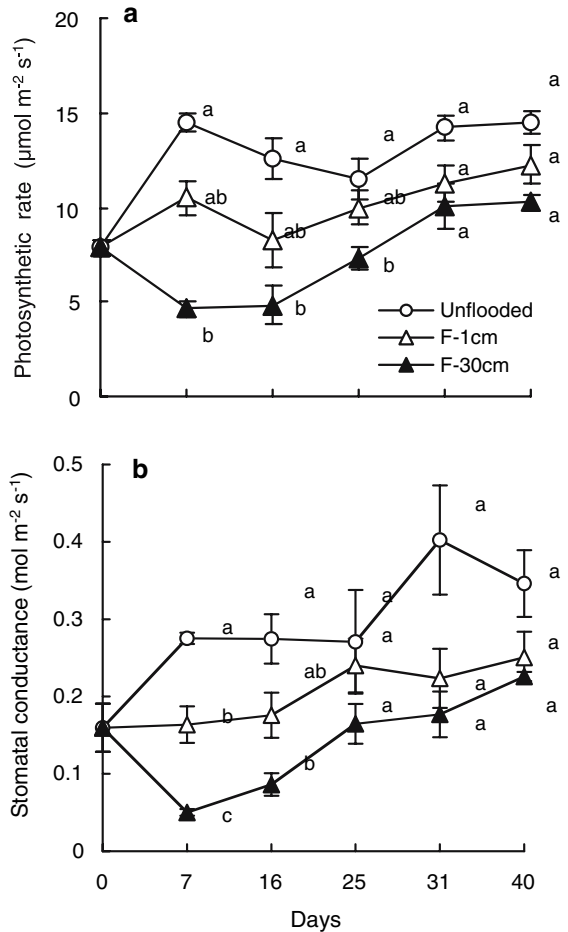 a
20
15
10
5
0
Photosynthetic rate (μmol m-2 s-1)
a a a a a
ab ab ab a a
b b b a a
Unflooded
F-1cm
F-30cm
b
0.5
0.4
0.3
0.2
0.1
0
Stomatal conductance (mol m-2 s-1)
a a a a a
b ab a a a
c b a a a
0 7 16 25 31 40
Days